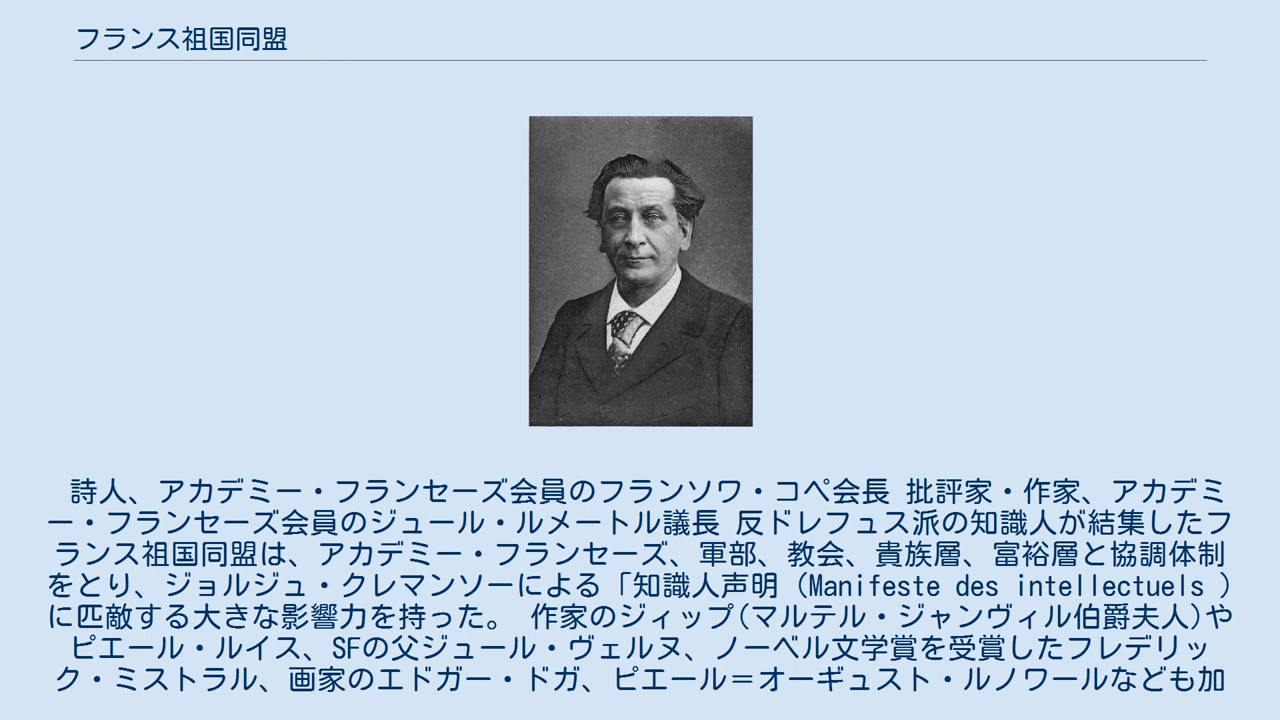 フランス祖国同盟
詩人、アカデミー・フランセーズ会員のフランソワ・コペ会長 批評家・作家、アカデミ
ー・フランセーズ会員のジュール・ルメートル議長 反ドレフュス派の知識人が結集したフ
ランス祖国同盟は、アカデミー・フランセーズ、軍部、教会、貴族層、富裕層と協調体制
をとり、ジョルジュ・クレマンソーによる「知識人声明（Manifeste des intellectuels ）
に匹敵する大きな影響力を持った。 作家のジィップ(マルテル・ジャンヴィル伯爵夫人)や
ピエール・ルイス、SFの父ジュール・ヴェルヌ、ノーベル文学賞を受賞したフレデリッ
ク・ミストラル、画家のエドガー・ドガ、ピエール＝オーギュスト・ルノワールなども加